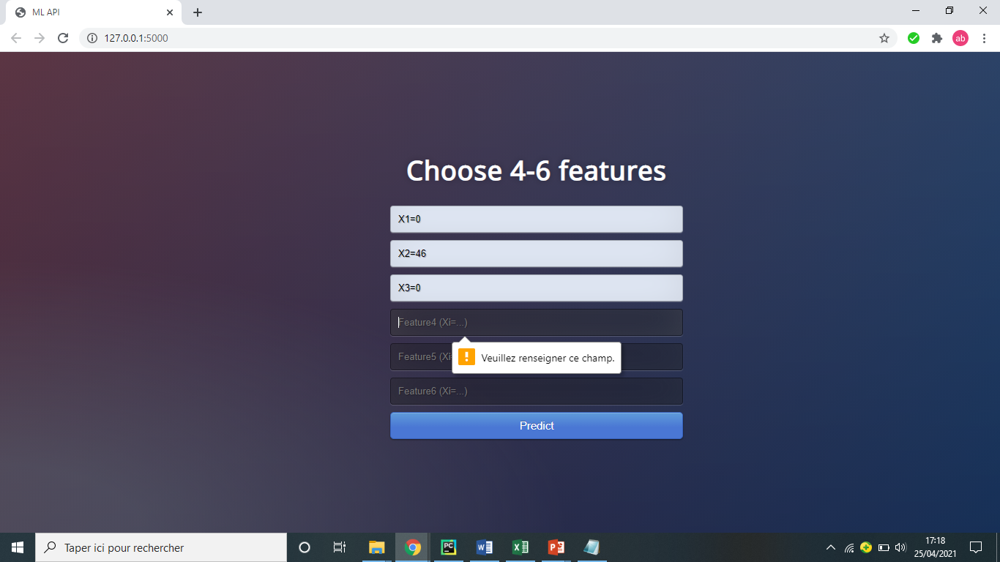 ML API
127.0.0.1:5000
ab
Choose 4-6 features
X1=0
X2=46
X3=0
Feature4 (Xi=...)
Feature5 (Xi
Veuillez renseigner ce champ.
Feature6 (Xi=...)
Predict
Taper ici pour rechercher
PC
17:18
25/04/2021